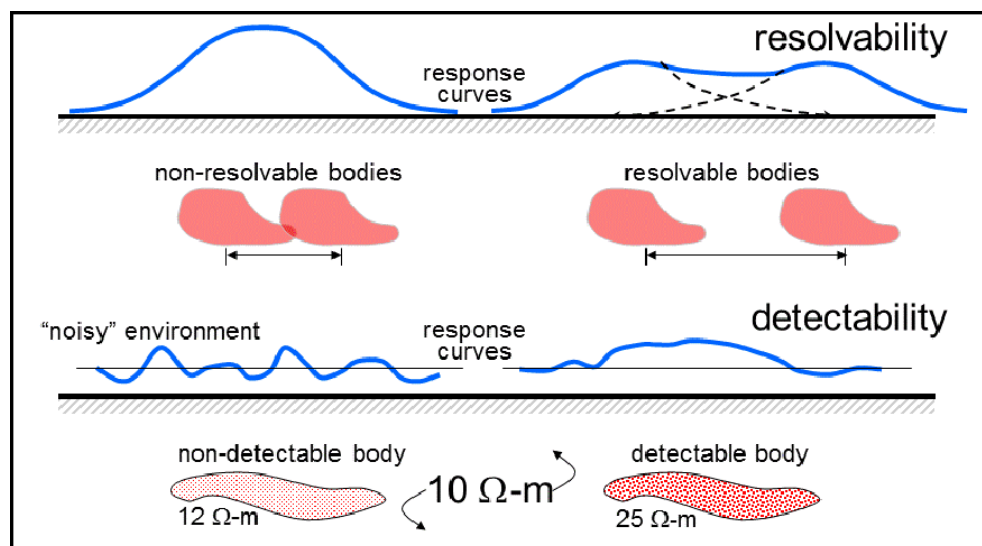 resolvability
response
curves
non-resolvable bodies
resolvable bodies
“noisy” environment
response
curves
detectability
non-detectable body
detectable body
10 Ω-m
12 Ω-m
25 Ω-m